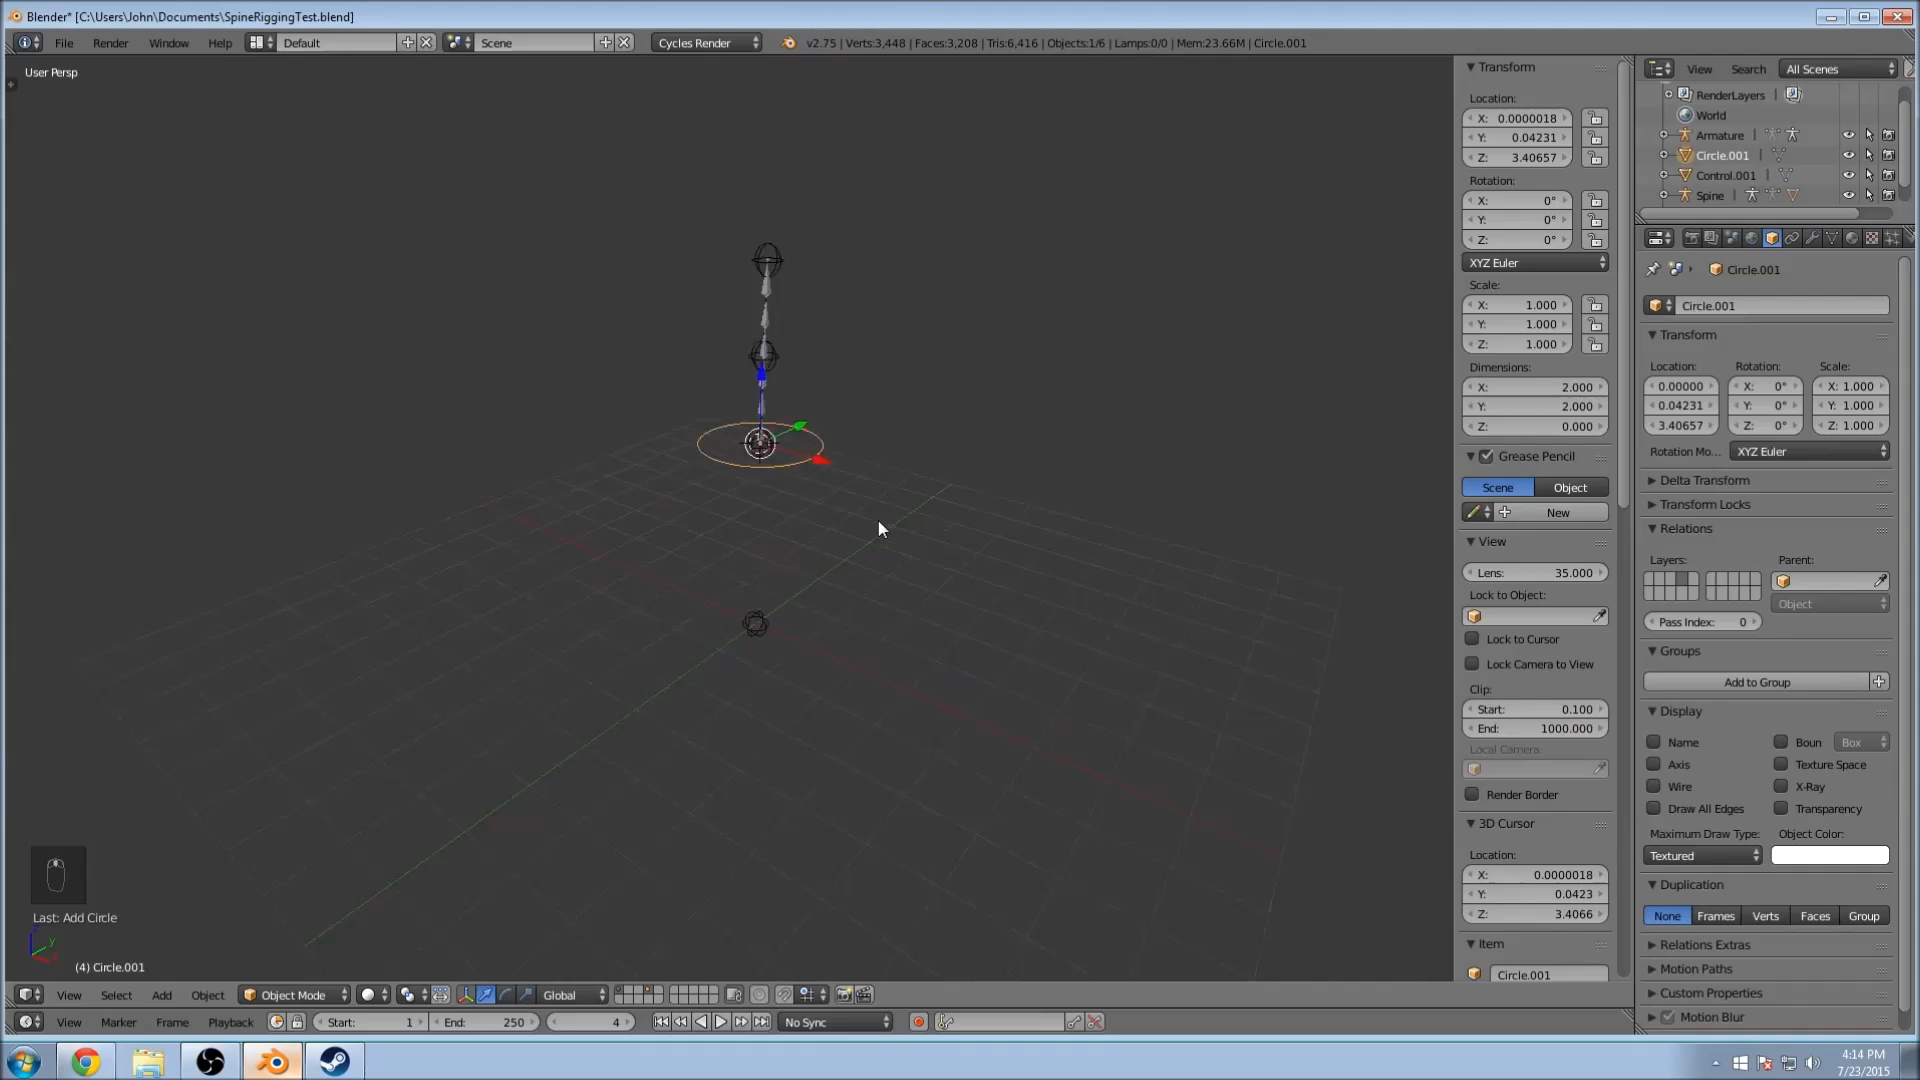 Blender* [C:\Users\John\Documents\SpineRiggingTest.blend]
File Render Window Help Default Scene Cycles Render v2.75 | Verts:3,448 | Faces:3,208 | Tris:6,416 | Objects:1/6 | Lamps:0/0 | Mem:23.66M | Circle.001
User Persp
Last: Add Circle
z
y
(4) Circle.001
Transform
Location:
X: 0.0000018
Y: 0.04231
Z: 3.40657
Rotation:
X: 0°
Y: 0°
Z: 0°
XYZ Euler
Scale:
X: 1.000
Y: 1.000
Z: 1.000
Dimensions:
X: 2.000
Y: 2.000
Z: 0.000
Grease Pencil
Scene Object
New
View
Lens: 35.000
Lock to Object:
Lock to Cursor
Lock Camera to View
Clip:
Start: 0.100
End: 1000.000
Local Camera:
Render Border
3D Cursor
Location:
X: 0.0000018
Y: 0.0423
Z: 3.4066
Item
Circle.001
View Search All Scenes
RenderLayers |
World
Armature |
Circle.001 |
Control.001 |
Spine |
Circle.001
Circle.001
Transform
Location: Rotation: Scale:
0.00000 X: 0° X: 1.000
0.04231 Y: 0° Y: 1.000
3.40657 Z: 0° Z: 1.000
Rotation Mo... XYZ Euler
Delta Transform
Transform Locks
Relations
Layers: Parent:
Object
Pass Index: 0
Groups
Add to Group
Display
Name Boun Box
Axis Texture Space
Wire X-Ray
Draw All Edges Transparency
Maximum Draw Type: Object Color:
Textured
Duplication
None Frames Verts Faces Group
Relations Extras
Motion Paths
Custom Properties
Motion Blur
View Select Add Object Object Mode Global
View Marker Frame Playback Start: 1 End: 250 4 No Sync
4:14 PM
7/23/2015